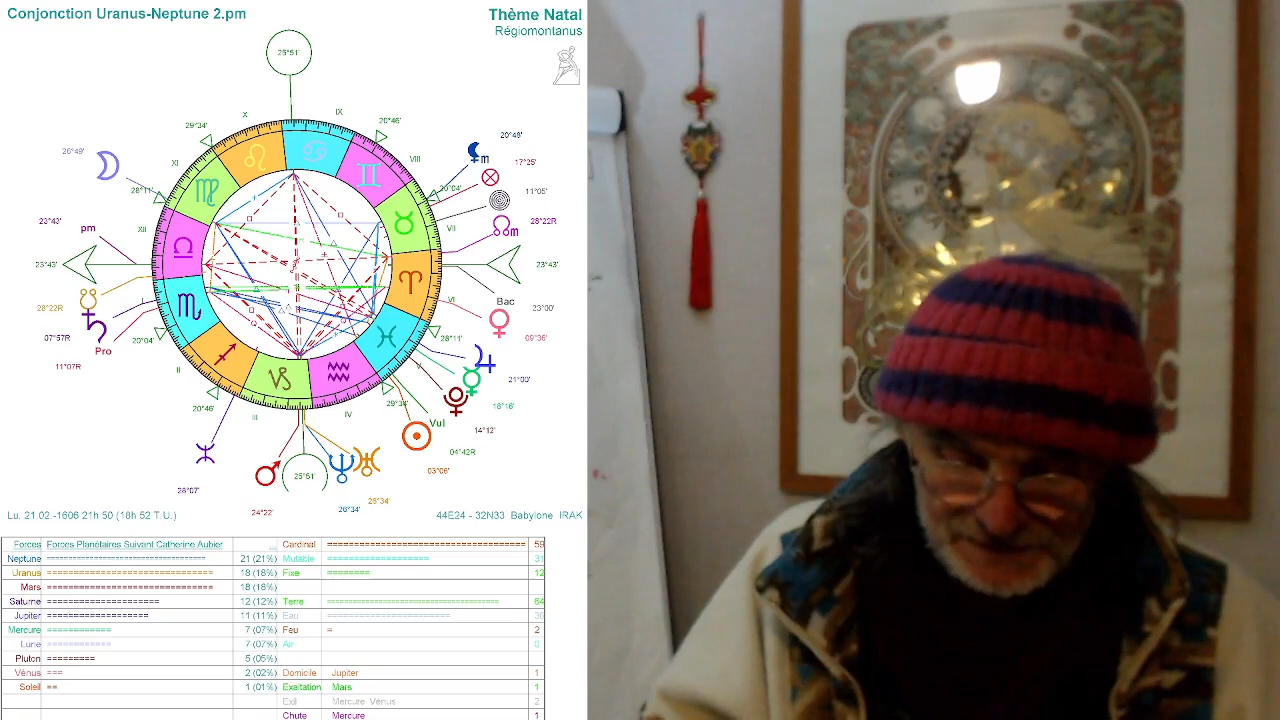 Conjonction Uranus-Neptune 2.pm
Thème Natal
Régiomontanus
25°51'
X
IX
29°34'
20°46'
26°49'
XI
VIII
20°49'
17°25'
28°11'
20°04'
11°05'
22°43'
pm
XII
VII
28°22R
23°43'
23°43'
28°22R
VI
Bac
23°00'
07°57R
Pro
20°04'
28°11'
09°36'
11°07R
II
V
21°00'
20°46'
III
IV
29°34'
18°16'
Vul
14°12'
04°42R
03°06'
28°07'
25°51'
24°22'
26°34'
25°34'
Lu. 21.02.-1606 21h 50 (18h 52 T.U.)
44E24 - 32N33 Babylone IRAK
Forces Forces Planétaires Suivant Catherine Aubier Cardinal 59
Neptune 21 (21%) Mutable 31
Uranus 18 (18%) Fixe 12
Mars 18 (18%)
Saturne 12 (12%) Terre 64
Jupiter 11 (11%) Eau 36
Mercure 7 (07%) Feu 2
Lune 7 (07%) Air 0
Pluton 5 (05%)
Vénus 2 (02%) Domicile Jupiter 1
Soleil 1 (01%) Exaltation Mars 1
Exil Mercure Vénus 2
Chute Mercure 1